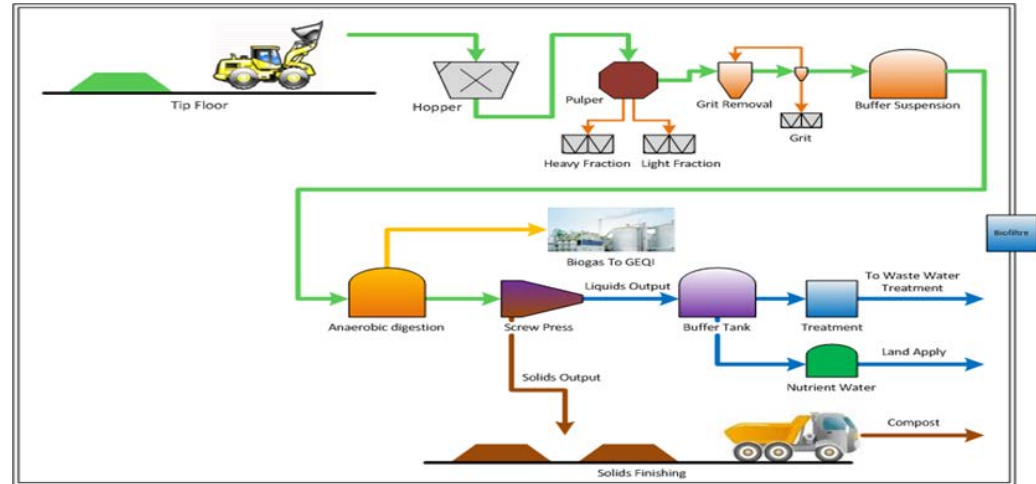 Tip Floor
Hopper
Pulper
Grit Removal
Buffer Suspension
Grit
Heavy Fraction
Light Fraction
Biofiltre
Biogas To GEQI
To Waste Water
Treatment
Liquids Output
Anaerobic digestion
Screw Press
Buffer Tank
Treatment
Land Apply
Solids Output
Nutrient Water
Compost
Solids Finishing